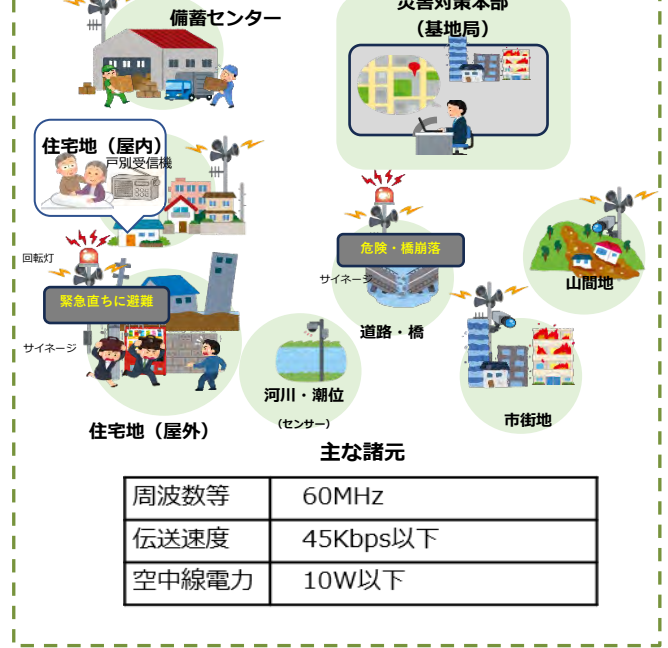 備蓄センター
災害対策本部
（基地局）
住宅地（屋内）
戸別受信機
回転灯
緊急直ちに避難
サイネージ
住宅地（屋外）
危険・橋崩落
サイネージ
道路・橋
山間地
河川・潮位
（センサー）
市街地
主な諸元
周波数等 60MHz
伝送速度 45Kbps以下
空中線電力 10W以下